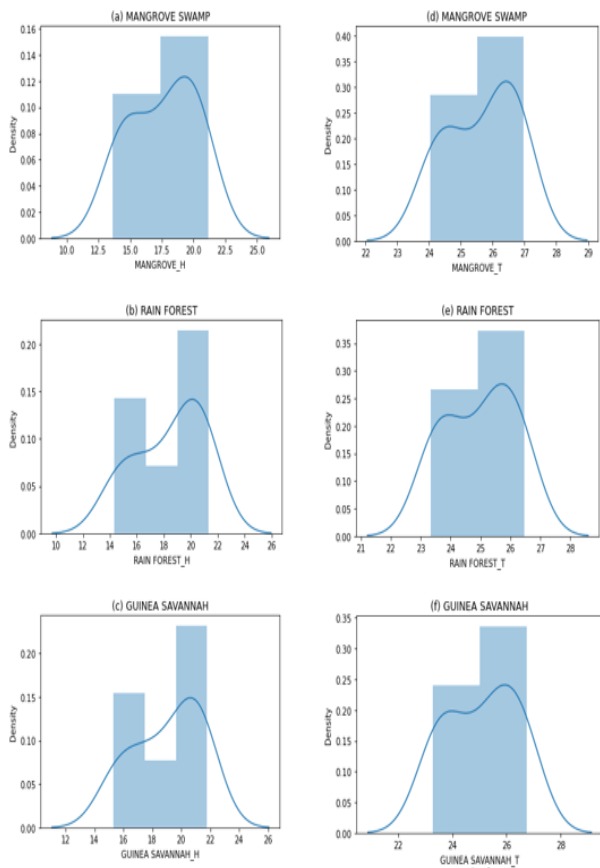 (a) MANGROVE SWAMP
0.16
0.14
0.12
0.10
0.08
0.06
0.04
0.02
0.00
Density
10.0 12.5 15.0 17.5 20.0 22.5 25.0
MANGROVE_H
(d) MANGROVE SWAMP
0.40
0.35
0.30
0.25
0.20
0.15
0.10
0.05
0.00
Density
22 23 24 25 26 27 28 29
MANGROVE_T
(b) RAIN FOREST
0.20
0.15
0.10
0.05
0.00
Density
10 12 14 16 18 20 22 24 26
RAIN FOREST_H
(e) RAIN FOREST
0.35
0.30
0.25
0.20
0.15
0.10
0.05
0.00
Density
21 22 23 24 25 26 27 28
RAIN FOREST_T
(c) GUINEA SAVANNAH
0.20
0.15
0.10
0.05
0.00
Density
12 14 16 18 20 22 24 26
GUINEA SAVANNAH_H
(f) GUINEA SAVANNAH
0.35
0.30
0.25
0.20
0.15
0.10
0.05
0.00
Density
22 24 26 28
GUINEA SAVANNAH_T